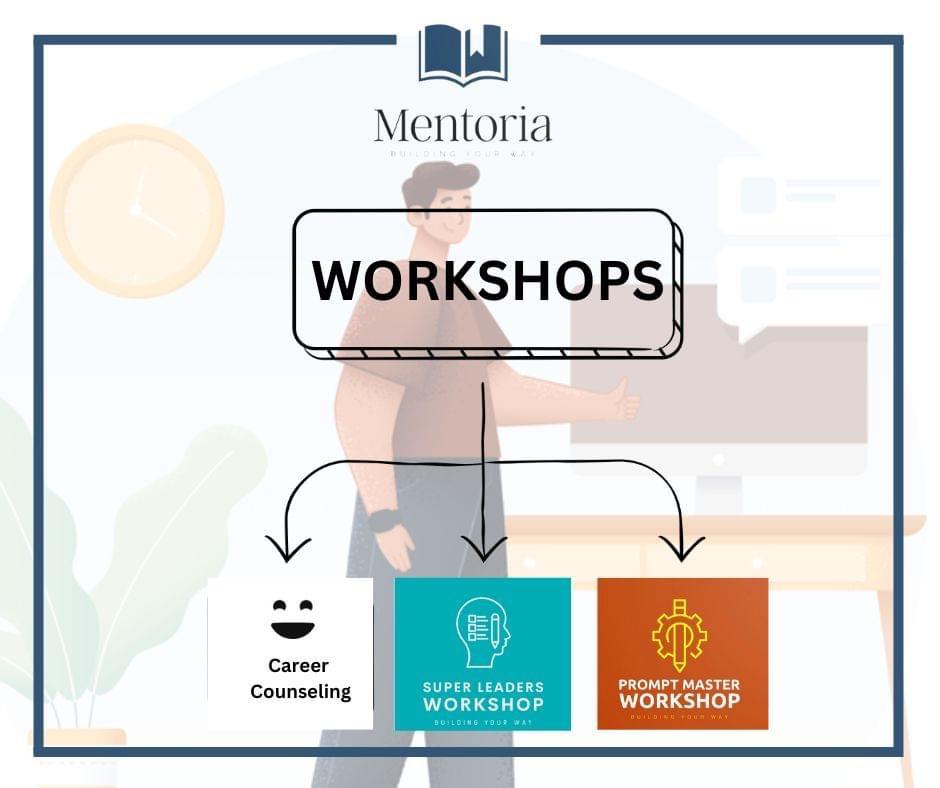 Mentoria
BUILDING YOUR WAY
WORKSHOPS
Career
Counseling
SUPER LEADERS
WORKSHOP
BUILDING YOUR WAY
PROMPT MASTER
WORKSHOP
BUILDING YOUR WAY